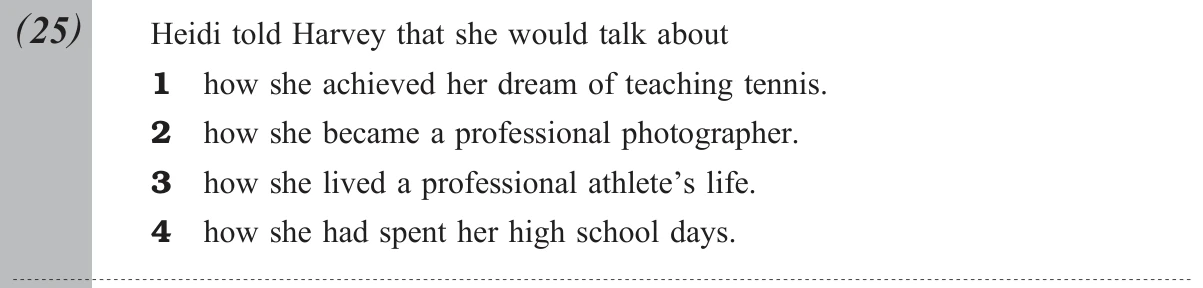 (25) Heidi told Harvey that she would talk about
1 how she achieved her dream of teaching tennis.
2 how she became a professional photographer.
3 how she lived a professional athlete's life.
4 how she had spent her high school days.